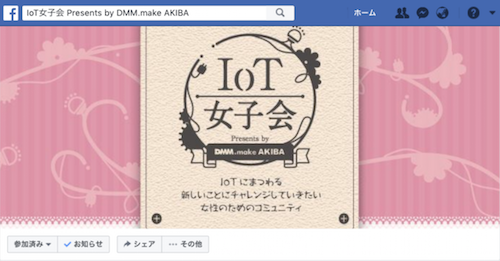 IoT女子会 Presents by DMM.make AKIBA
ホーム
IoT
女子会
Presents by
DMM.make AKIBA
IoTにまつわる
新しいことにチャレンジしていきたい
女性のためのコミュニティ
参加済み
お知らせ
シェア
その他